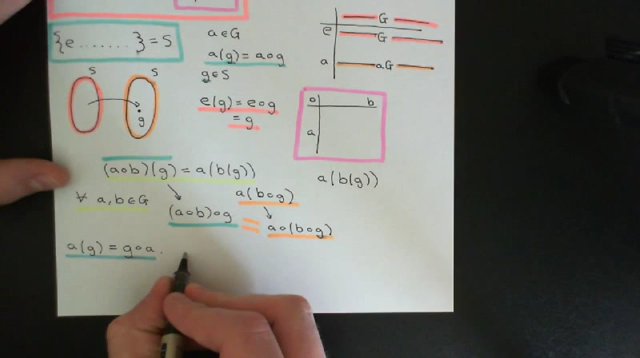 {e ....... } = S
a∈G
a(g) = a∘g
g∈S
S S
g
e(g) = e∘g
= g
G
e G
a aG
∘ b
a
(a∘b)(g) = a(b(g))
∀ a, b ∈ G
(a∘b)∘g
a(b∘g)
= a∘(b∘g)
a(b(g))
a(g) = g∘a.